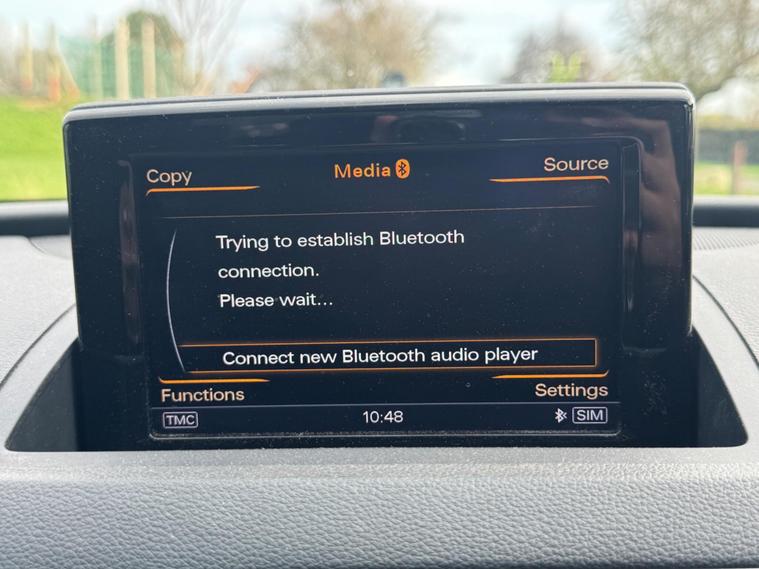 Copy
Media
Source
Trying to establish Bluetooth
connection.
Please wait...
Connect new Bluetooth audio player
Functions
Settings
TMC
10:48
SIM